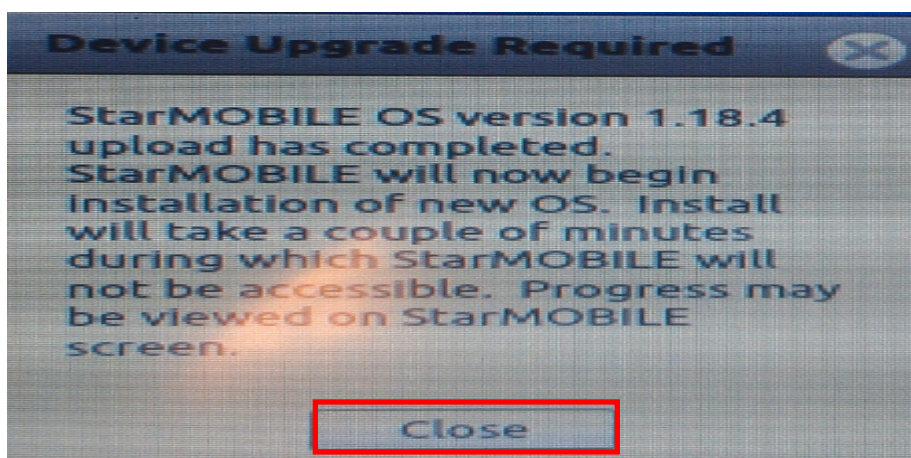 Device Upgrade Required
StarMOBILE OS version 1.18.4
upload has completed.
StarMOBILE will now begin
installation of new OS.  Install
will take a couple of minutes
during which StarMOBILE will
not be accessible.  Progress may
be viewed on StarMOBILE
screen.
Close